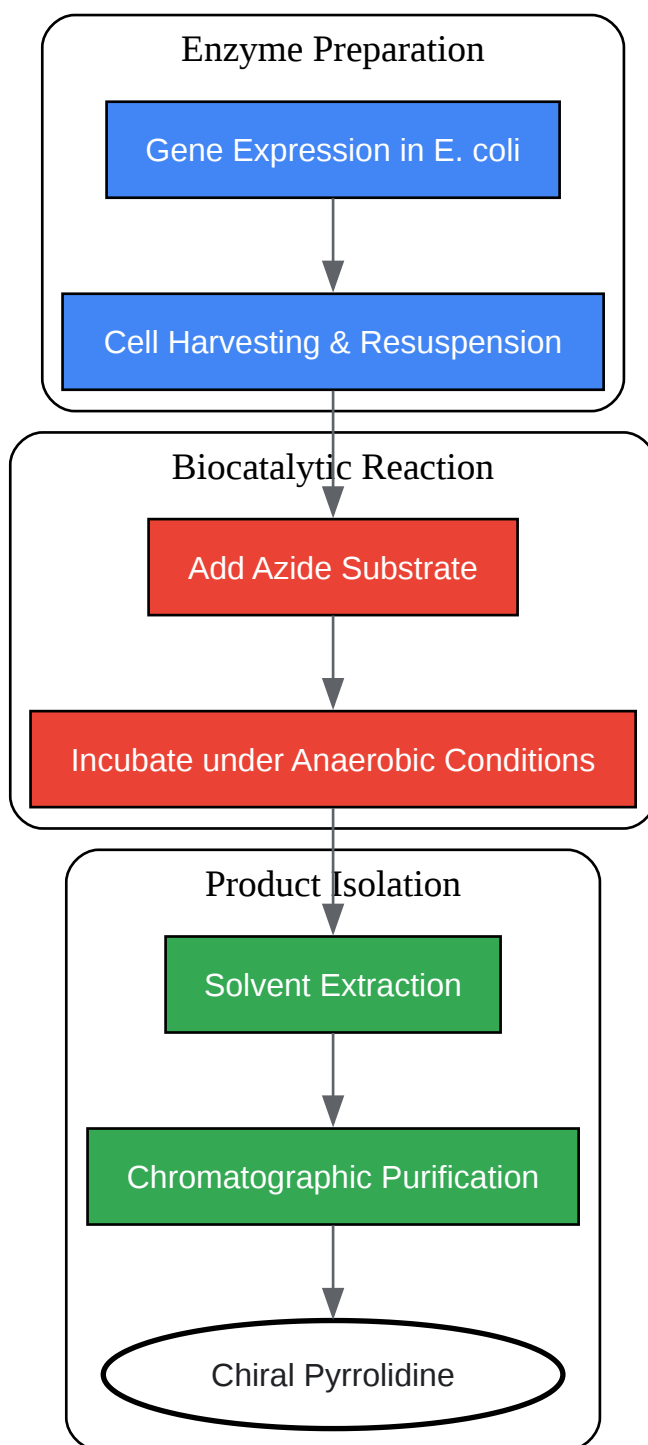 Enzyme Preparation
Gene Expression in E. coli
Cell Harvesting & Resuspension
Biocatalytic Reaction
Add Azide Substrate
Incubate under Anaerobic Conditions
Product Isolation
Solvent Extraction
Chromatographic Purification
Chiral Pyrrolidine